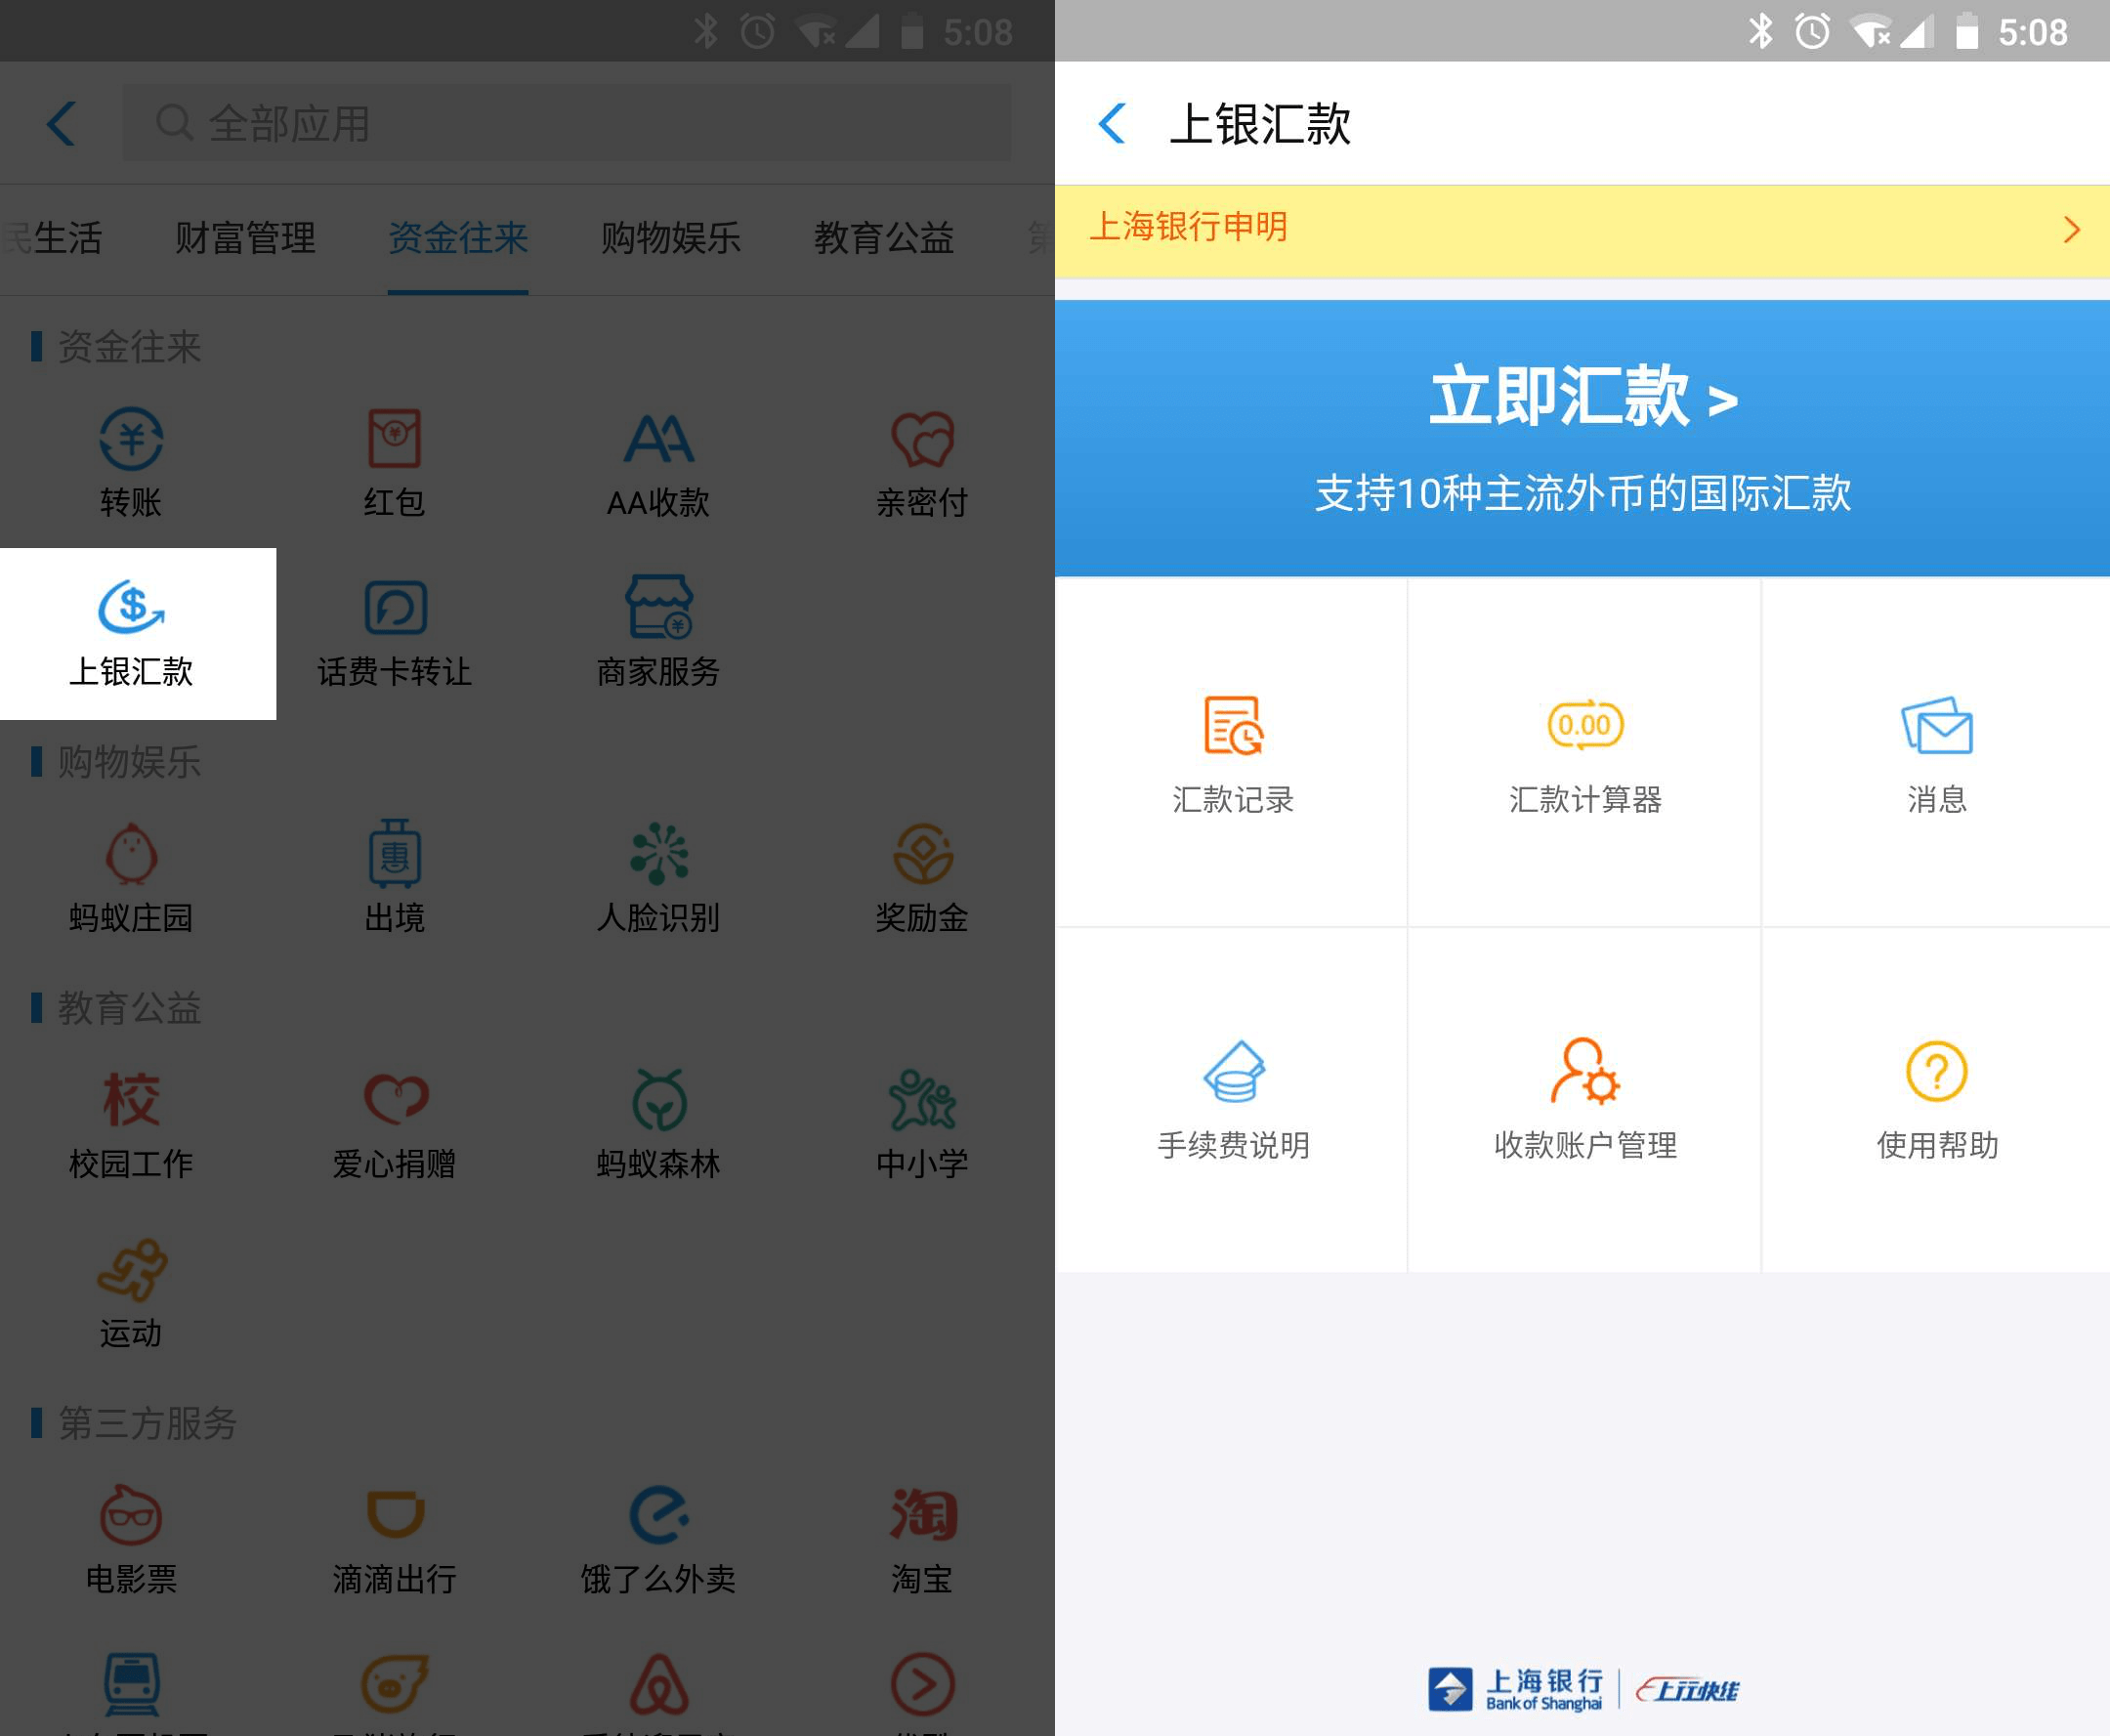 5:08
全部应用
民生活 财富管理 资金往来 购物娱乐 教育公益
资金往来
转账 红包 AA收款 亲密付
上银汇款 话费卡转让 商家服务
购物娱乐
惠
蚂蚁庄园 出境 人脸识别 奖励金
教育公益
校
校园工作 爱心捐赠 蚂蚁森林 中小学
运动
第三方服务
淘
电影票 滴滴出行 饿了么外卖 淘宝
5:08
上银汇款
上海银行申明
立即汇款 >
支持10种主流外币的国际汇款
0.00
汇款记录 汇款计算器 消息
手续费说明 收款账户管理 使用帮助
上海银行
Bank of Shanghai
上行快线